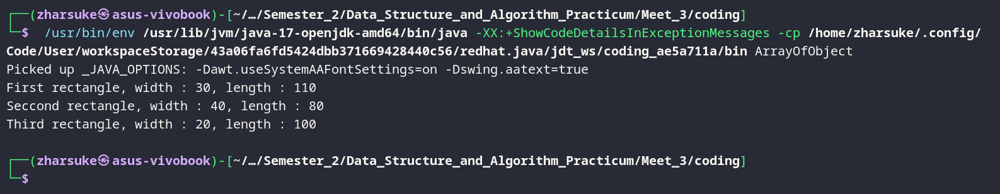 ┌──(zharsuke㉿asus-vivobook)-[~/…/Semester_2/Data_Structure_and_Algorithm_Practicum/Meet_3/coding]
└─$  /usr/bin/env /usr/lib/jvm/java-17-openjdk-amd64/bin/java -XX:+ShowCodeDetailsInExceptionMessages -cp /home/zharsuke/.config/
Code/User/workspaceStorage/43a06fa6fd5424dbb371669428440c56/redhat.java/jdt_ws/coding_ae5a711a/bin ArrayOfObject
Picked up _JAVA_OPTIONS: -Dawt.useSystemAAFontSettings=on -Dswing.aatext=true
First rectangle, width : 30, length : 110
Seccond rectangle, width : 40, length : 80
Third rectangle, width : 20, length : 100
┌──(zharsuke㉿asus-vivobook)-[~/…/Semester_2/Data_Structure_and_Algorithm_Practicum/Meet_3/coding]
└─$